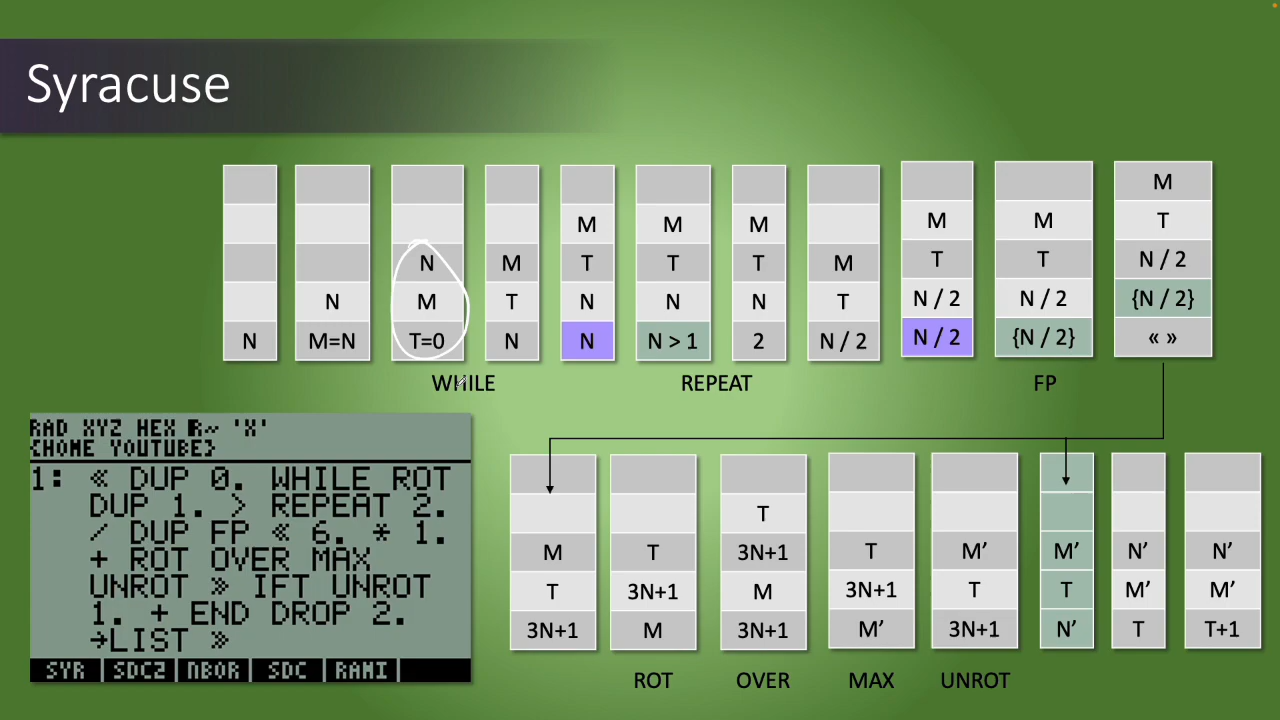 Syracuse
M
M M M M M T
N M T T T M T T N / 2
N M T N N N T N / 2 N / 2 {N / 2}
N M=N T=0 N N N > 1 2 N / 2 N / 2 {N / 2} « »
WHILE REPEAT FP
RAD XYZ HEX R~ 'X'
{HOME YOUTUBE}
1: « DUP 0. WHILE ROT
DUP 1. > REPEAT 2.
/ DUP FP « 6. * 1.
+ ROT OVER MAX
UNROT » IFT UNROT
1. + END DROP 2.
→LIST »
SYR SDC2 NBOR SDC RAMI
T
M T 3N+1 T M’ M’ N’ N’
T 3N+1 M 3N+1 T T M’ M’
3N+1 M 3N+1 M’ 3N+1 N’ T T+1
ROT OVER MAX UNROT